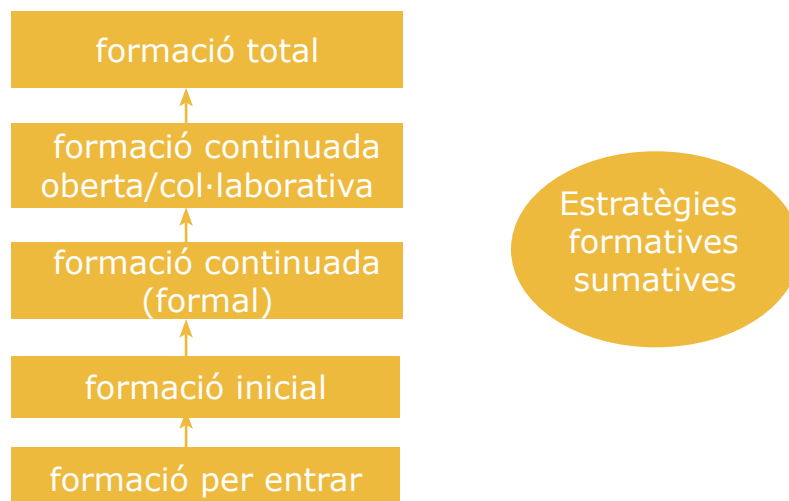 formació total
formació continuada
oberta/col·laborativa
formació continuada
(formal)
formació inicial
formació per entrar
Estratègies
formatives
sumatives